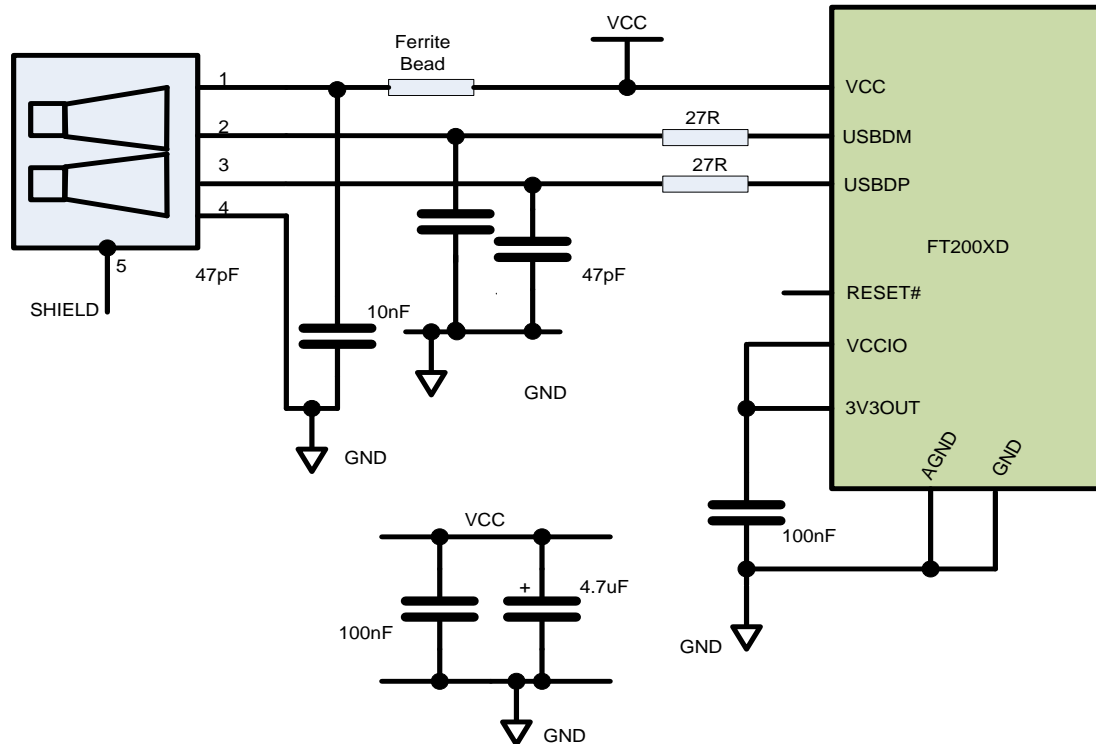 VCC
Ferrite
Bead
1
VCC
27R
2
USBDM
27R
3
USBDP
4
FT200XD
5
47pF
47pF
SHIELD
RESET#
10nF
VCCIO
GND
3V3OUT
GND
AGND
GND
VCC
100nF
4.7uF
+
100nF
GND
GND